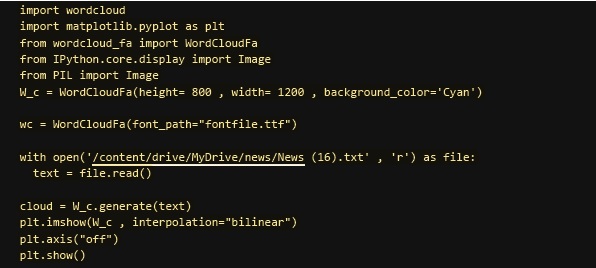 import wordcloud
import matplotlib.pyplot as plt
from wordcloud_fa import WordCloudFa
from IPython.core.display import Image
from PIL import Image
W_c = WordCloudFa(height= 800 , width= 1200 , background_color='Cyan')
wc = WordCloudFa(font_path="fontfile.ttf")
with open('/content/drive/MyDrive/news/News (16).txt' , 'r') as file:
  text = file.read()
cloud = W_c.generate(text)
plt.imshow(W_c , interpolation="bilinear")
plt.axis("off")
plt.show()